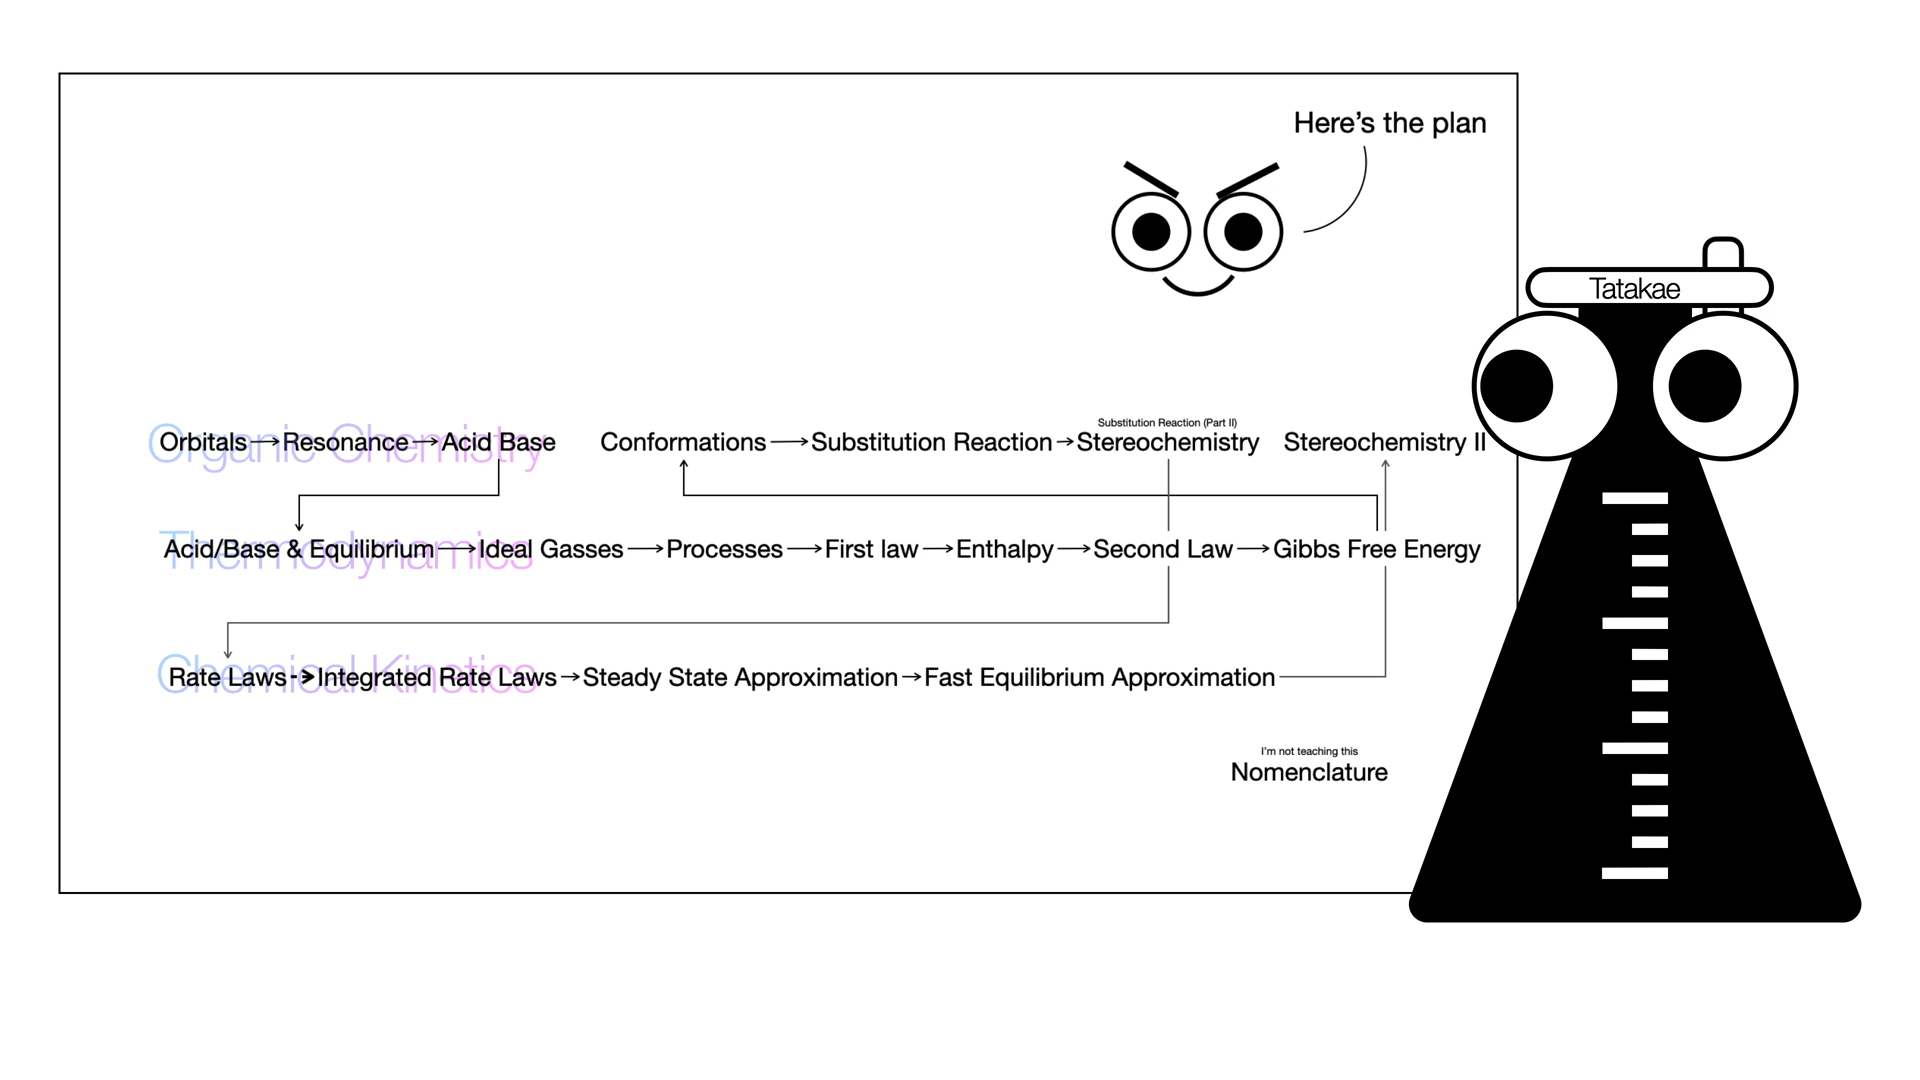 Here's the plan
Tatakae
Organic Chemistry
Substitution Reaction (Part II)
Orbitals → Resonance → Acid Base Conformations → Substitution Reaction → Stereochemistry Stereochemistry II
Thermodynamics
Acid/Base & Equilibrium → Ideal Gasses → Processes → First law → Enthalpy → Second Law → Gibbs Free Energy
Chemical Kinetics
Rate Laws → Integrated Rate Laws → Steady State Approximation → Fast Equilibrium Approximation
I'm not teaching this
Nomenclature